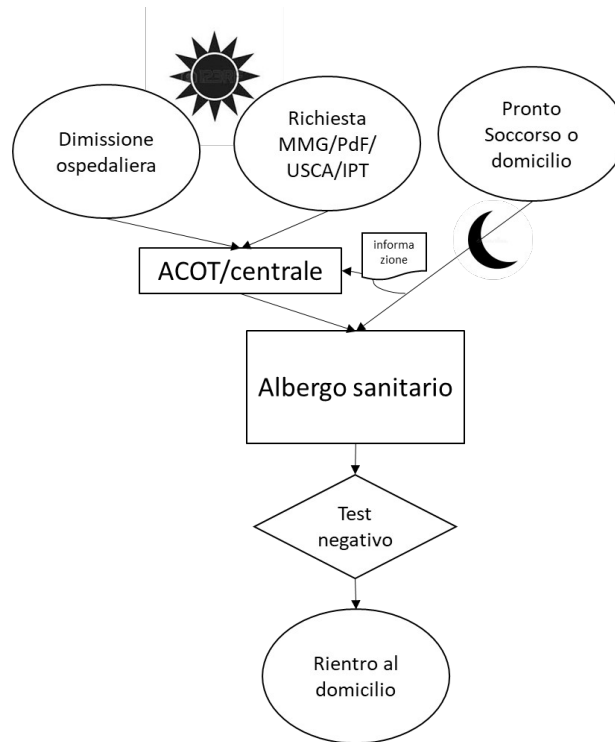 Dimissione
ospedaliera
Richiesta
MMG/PdF/
USCA/IPT
Pronto
Soccorso o
domicilio
informa
zione
ACOT/centrale
Albergo sanitario
Test
negativo
Rientro al
domicilio